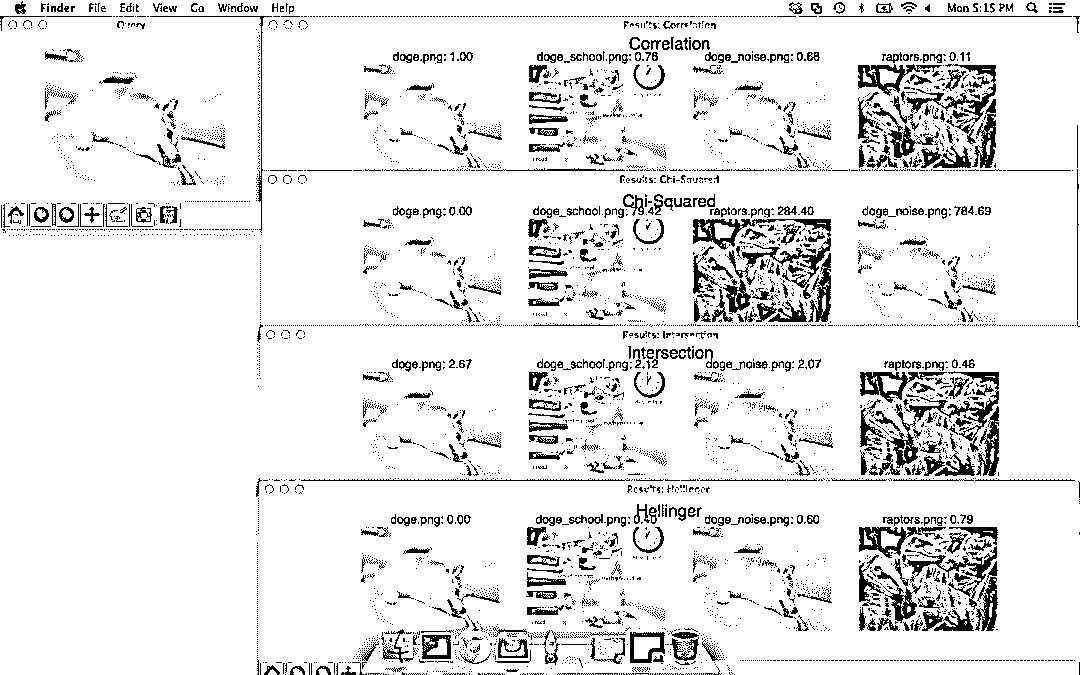 Finder File Edit View Go Window Help Mon 5:15 PM
Query
Results: Correlation
Correlation
doge.png: 1.00 doge_school.png: 0.76 doge_noise.png: 0.68 raptors.png: 0.11
Results: Chi-Squared
Chi-Squared
doge.png: 0.00 doge_school.png: 79.42 raptors.png: 284.40 doge_noise.png: 784.69
Results: Intersection
Intersection
doge.png: 2.67 doge_school.png: 2.12 doge_noise.png: 2.07 raptors.png: 0.46
Results: Hellinger
Hellinger
doge.png: 0.00 doge_school.png: 0.40 doge_noise.png: 0.60 raptors.png: 0.79